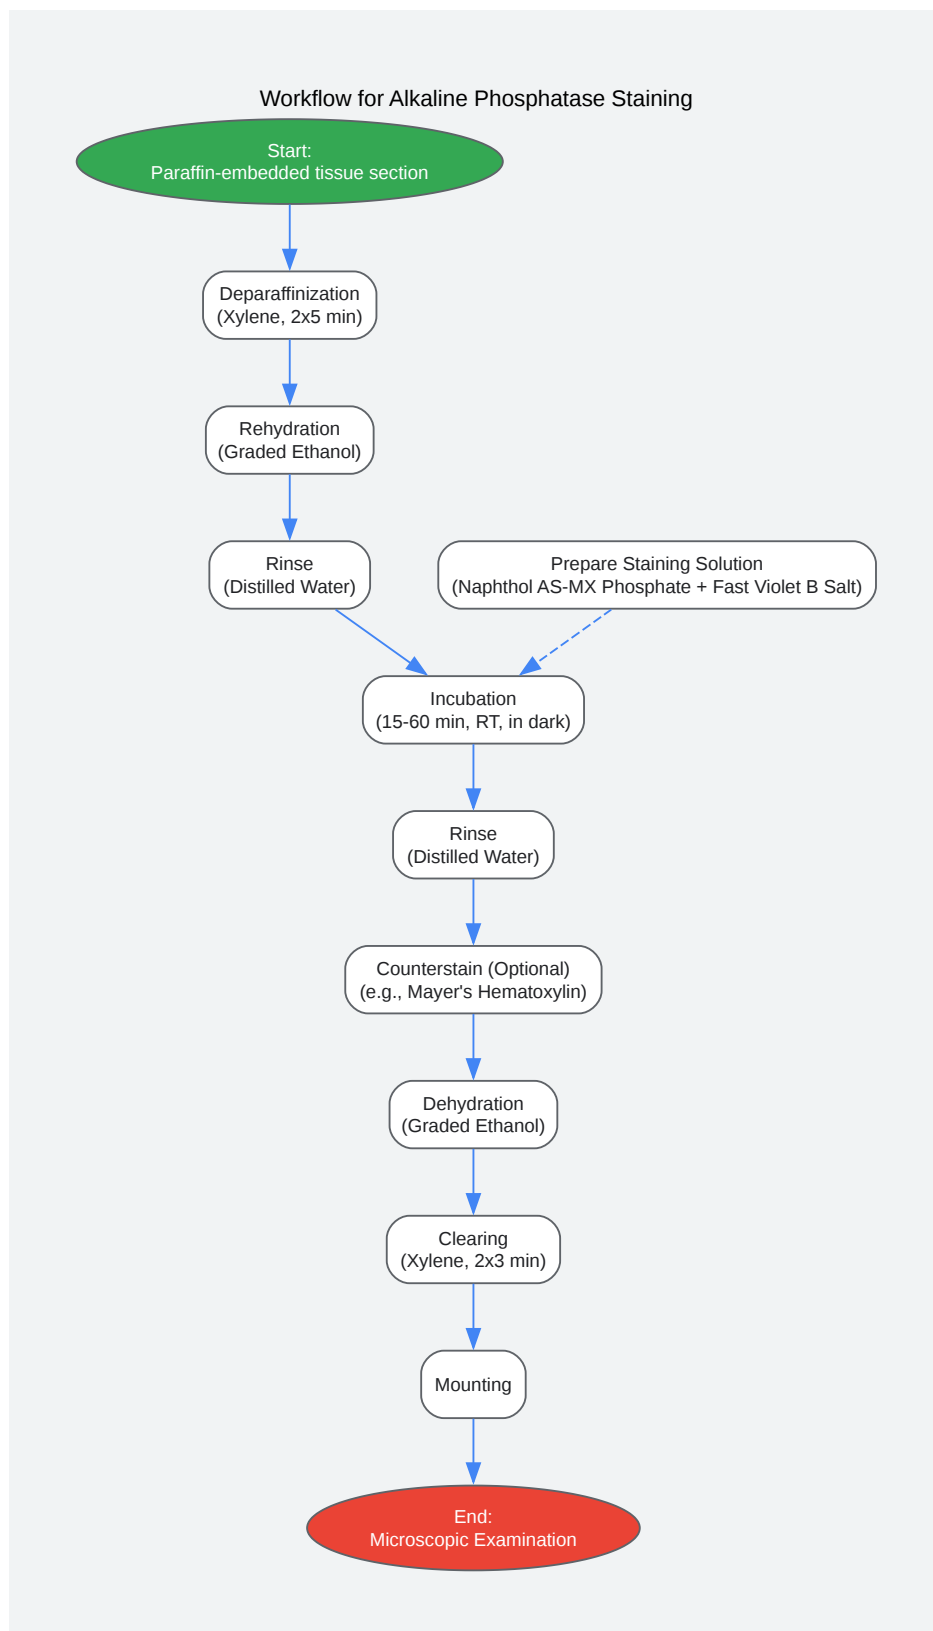 Workflow for Alkaline Phosphatase Staining
Start:
Paraffin-embedded tissue section
Deparaffinization
(Xylene, 2x5 min)
Rehydration
(Graded Ethanol)
Rinse
(Distilled Water)
Prepare Staining Solution
(Naphthol AS-MX Phosphate + Fast Violet B Salt)
Incubation
(15-60 min, RT, in dark)
Rinse
(Distilled Water)
Counterstain (Optional)
(e.g., Mayer's Hematoxylin)
Dehydration
(Graded Ethanol)
Clearing
(Xylene, 2x3 min)
Mounting
End:
Microscopic Examination